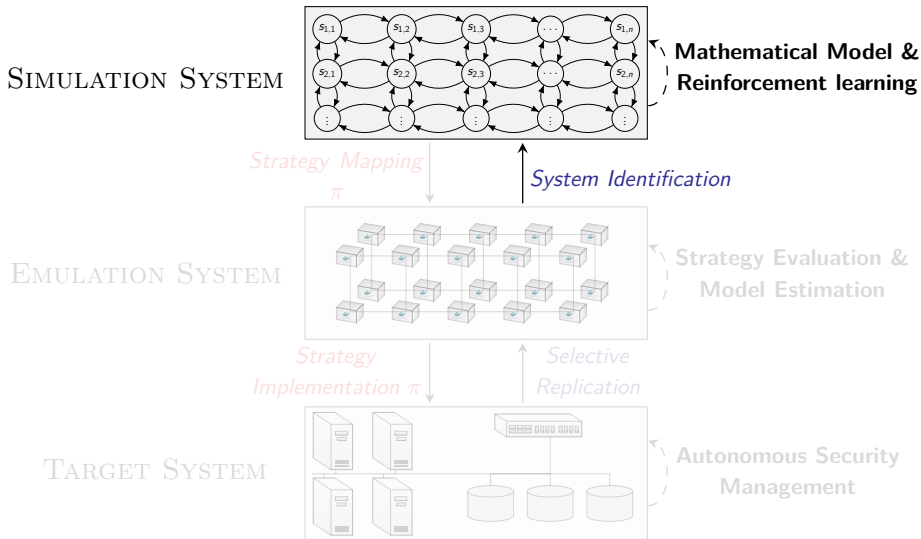 s1,1 s1,2 s1,3 ... s1,n
s2,1 s2,2 s2,3 ... s2,n
⋮ ⋮ ⋮ ⋮ ⋮
SIMULATION SYSTEM
Mathematical Model &
Reinforcement learning
Strategy Mapping
π
System Identification
EMULATION SYSTEM
Strategy Evaluation &
Model Estimation
Strategy
Implementation π
Selective
Replication
TARGET SYSTEM
Autonomous Security
Management